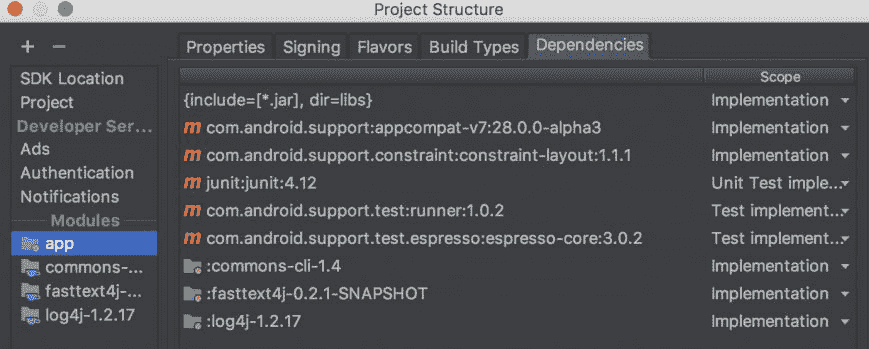 Project Structure
+ −
SDK Location
Project
Developer Ser...
Ads
Authentication
Notifications
Modules
app
commons-...
fasttext4j-...
log4j-1.2.17
Properties Signing Flavors Build Types Dependencies
Scope
{include=[*.jar], dir=libs} Implementation
m com.android.support:appcompat-v7:28.0.0-alpha3 Implementation
m com.android.support.constraint:constraint-layout:1.1.1 Implementation
m junit:junit:4.12 Unit Test imple...
m com.android.support.test:runner:1.0.2 Test implement...
m com.android.support.test.espresso:espresso-core:3.0.2 Test implement...
:commons-cli-1.4 Implementation
:fasttext4j-0.2.1-SNAPSHOT Implementation
:log4j-1.2.17 Implementation